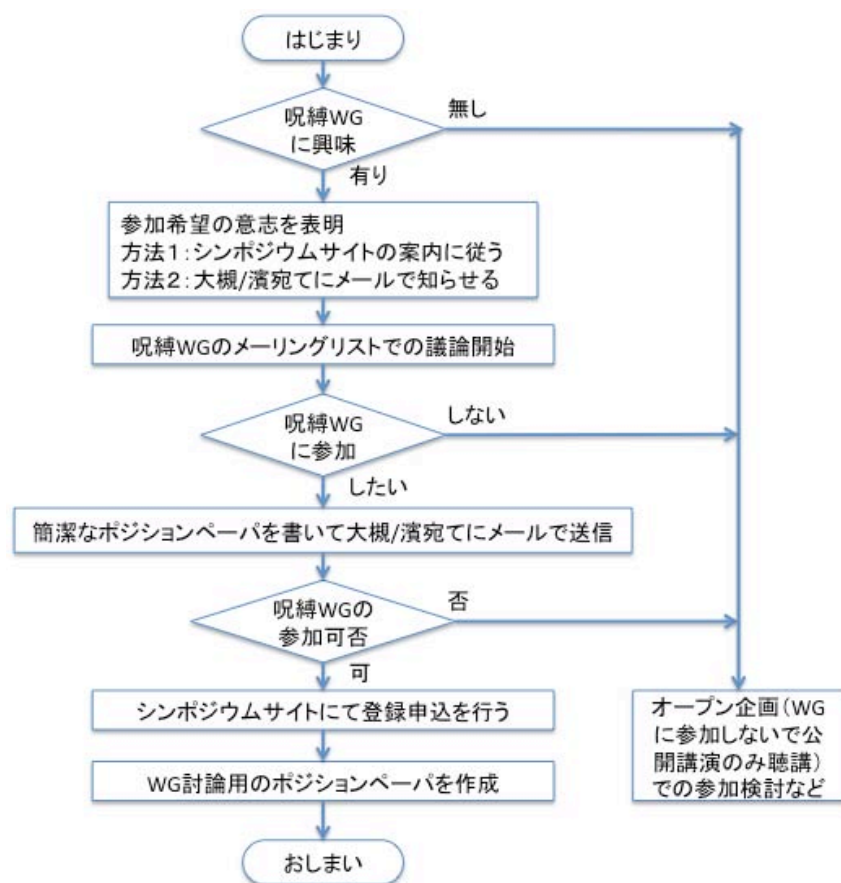 はじまり
呪縛WG
に興味
無し
有り
参加希望の意志を表明
方法1:シンポジウムサイトの案内に従う
方法2:大槻/濱宛てにメールで知らせる
呪縛WGのメーリングリストでの議論開始
呪縛WG
に参加
しない
したい
簡潔なポジションペーパを書いて大槻/濱宛てにメールで送信
呪縛WGの
参加可否
否
可
シンポジウムサイトにて登録申込を行う
オープン企画(WG
に参加しないで公
開講演のみ聴講)
での参加検討など
WG討論用のポジションペーパを作成
おしまい